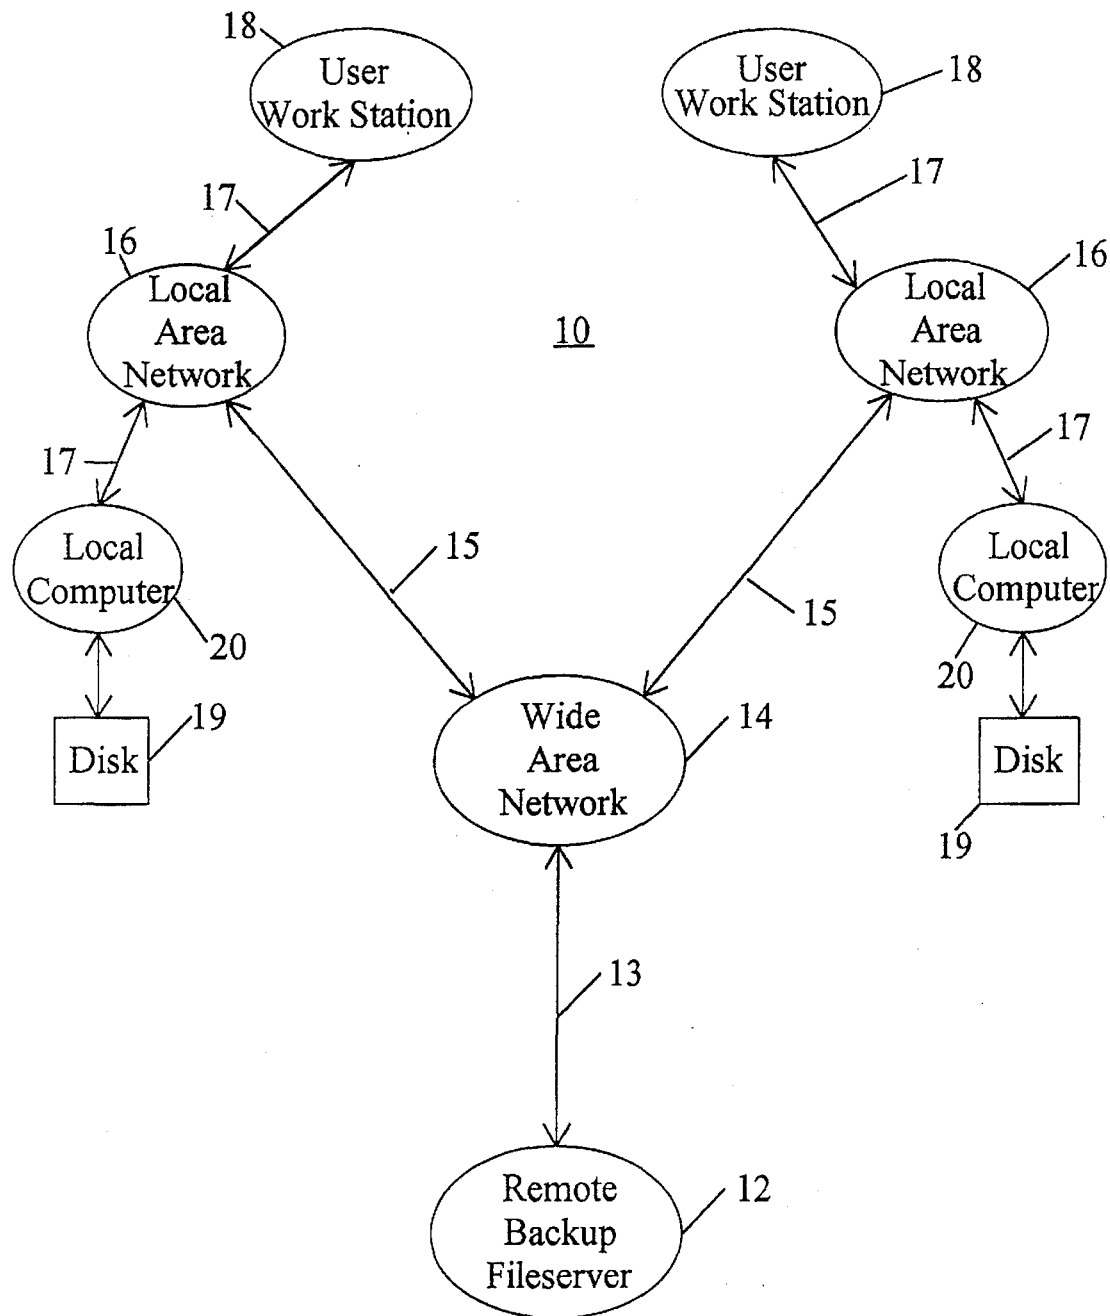 18
User
Work Station
User
Work Station
18
17
17
16
Local
Area
Network
10
16
Local
Area
Network
17
17
Local
Computer
20
15
15
Local
Computer
20
Disk
19
Wide
Area
Network
14
Disk
19
13
Remote
Backup
Fileserver
12